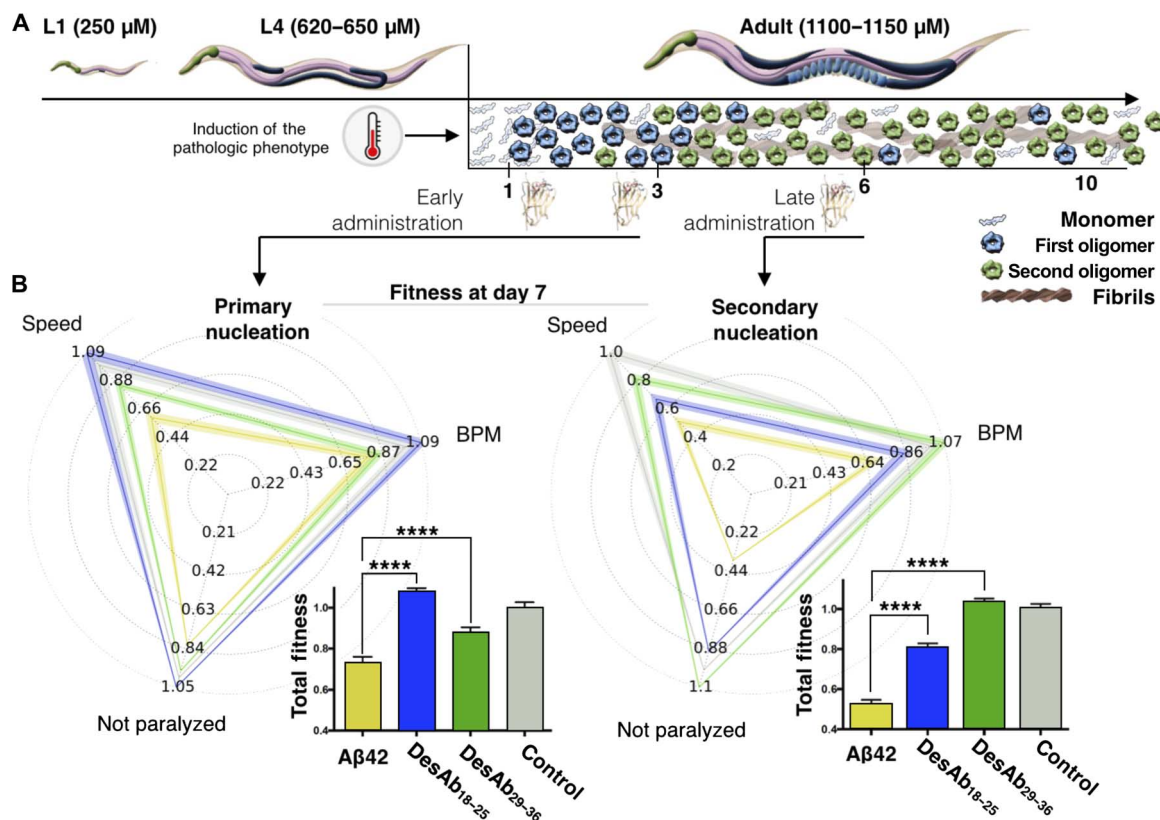 A
L1 (250 µM)
L4 (620–650 µM)
Adult (1100–1150 µM)
Induction of the
pathologic phenotype
1
3
6
10
Early
administration
Late
administration
Monomer
First oligomer
Second oligomer
Fibrils
B
Primary
nucleation
Fitness at day 7
Secondary
nucleation
Speed
1.09
0.88
0.66
0.44
0.22
BPM
1.09
0.87
0.65
0.43
0.22
0.21
0.42
0.63
0.84
1.05
Not paralyzed
****
****
Total fitness
1.0
0.8
0.6
0.4
Aβ42
DesAb18–25
DesAb29–36
Control
Speed
1.0
0.8
0.6
0.4
0.2
BPM
1.07
0.86
0.64
0.43
0.21
0.22
0.44
0.66
0.88
1.1
Not paralyzed
****
****
Total fitness
1.0
0.8
0.6
0.4
Aβ42
DesAb18–25
DesAb29–36
Control